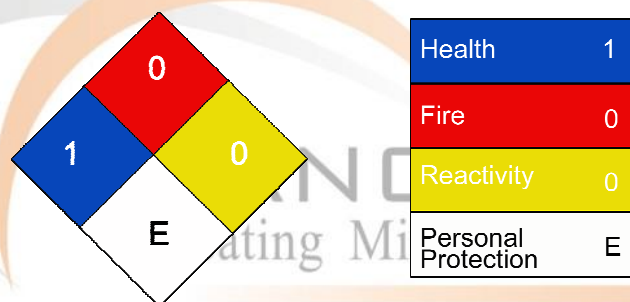 0
1
0
E
Health 1
Fire 0
Reactivity 0
Personal
Protection E